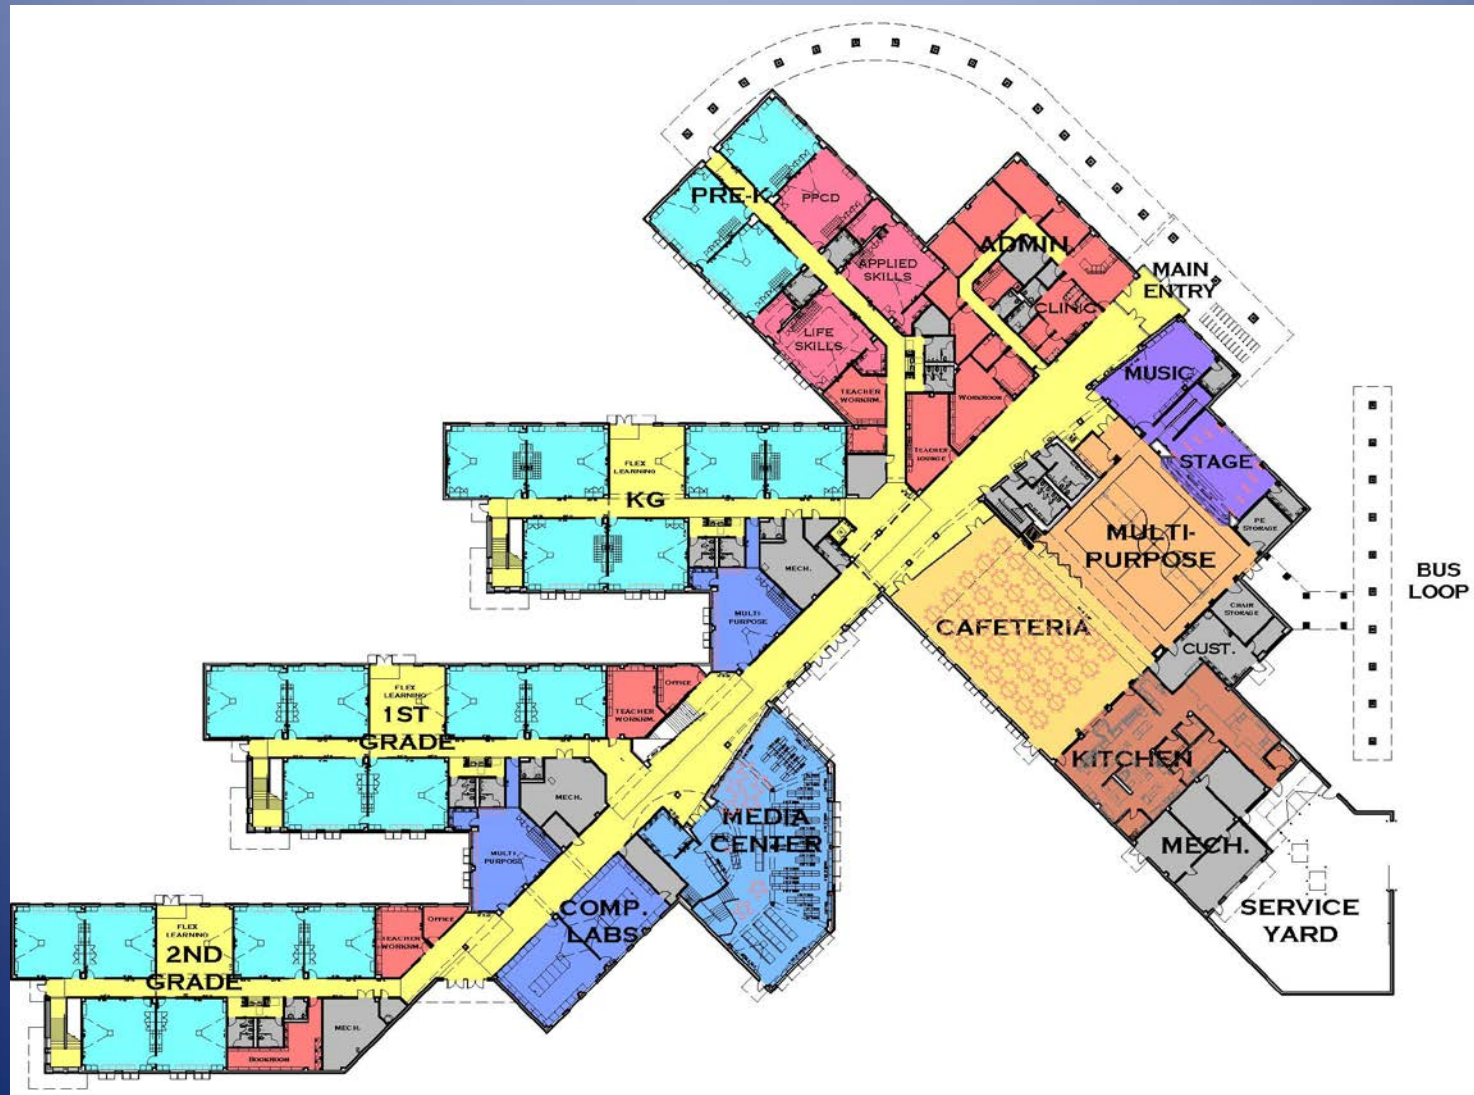 PRE-K
PPCD
APPLIED
SKILLS
LIFE
SKILLS
ADMIN.
CLINIC
MAIN
ENTRY
TEACHER
WORKRM.
WORKROOM
TEACHER
LOUNGE
MUSIC
STAGE
PE
STORAGE
MULTI-
PURPOSE
CAFETERIA
CHAIR
STORAGE
CUST.
BUS
LOOP
KITCHEN
MECH.
SERVICE
YARD
FLEX
LEARNING
KG
MECH.
MULTI-
PURPOSE
FLEX
LEARNING
1ST
GRADE
TEACHER
WORKRM.
OFFICE
MECH.
MULTI-
PURPOSE
MEDIA
CENTER
COMP.
LABS
FLEX
LEARNING
2ND
GRADE
TEACHER
WORKRM.
OFFICE
BOOKROOM
MECH.